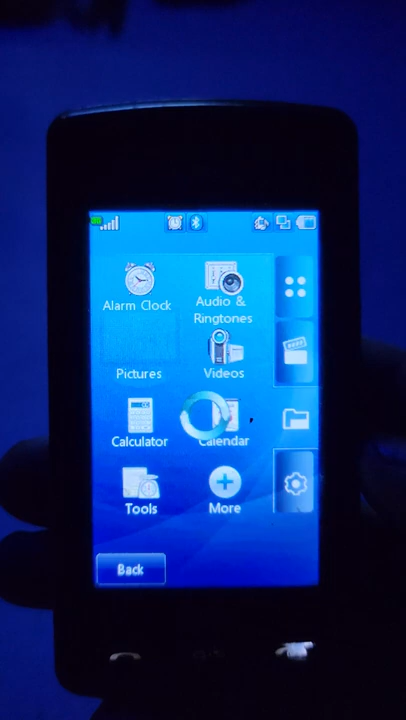 Alarm Clock
Audio &
Ringtones
Pictures
Videos
Calculator
Calendar
Tools
More
Back